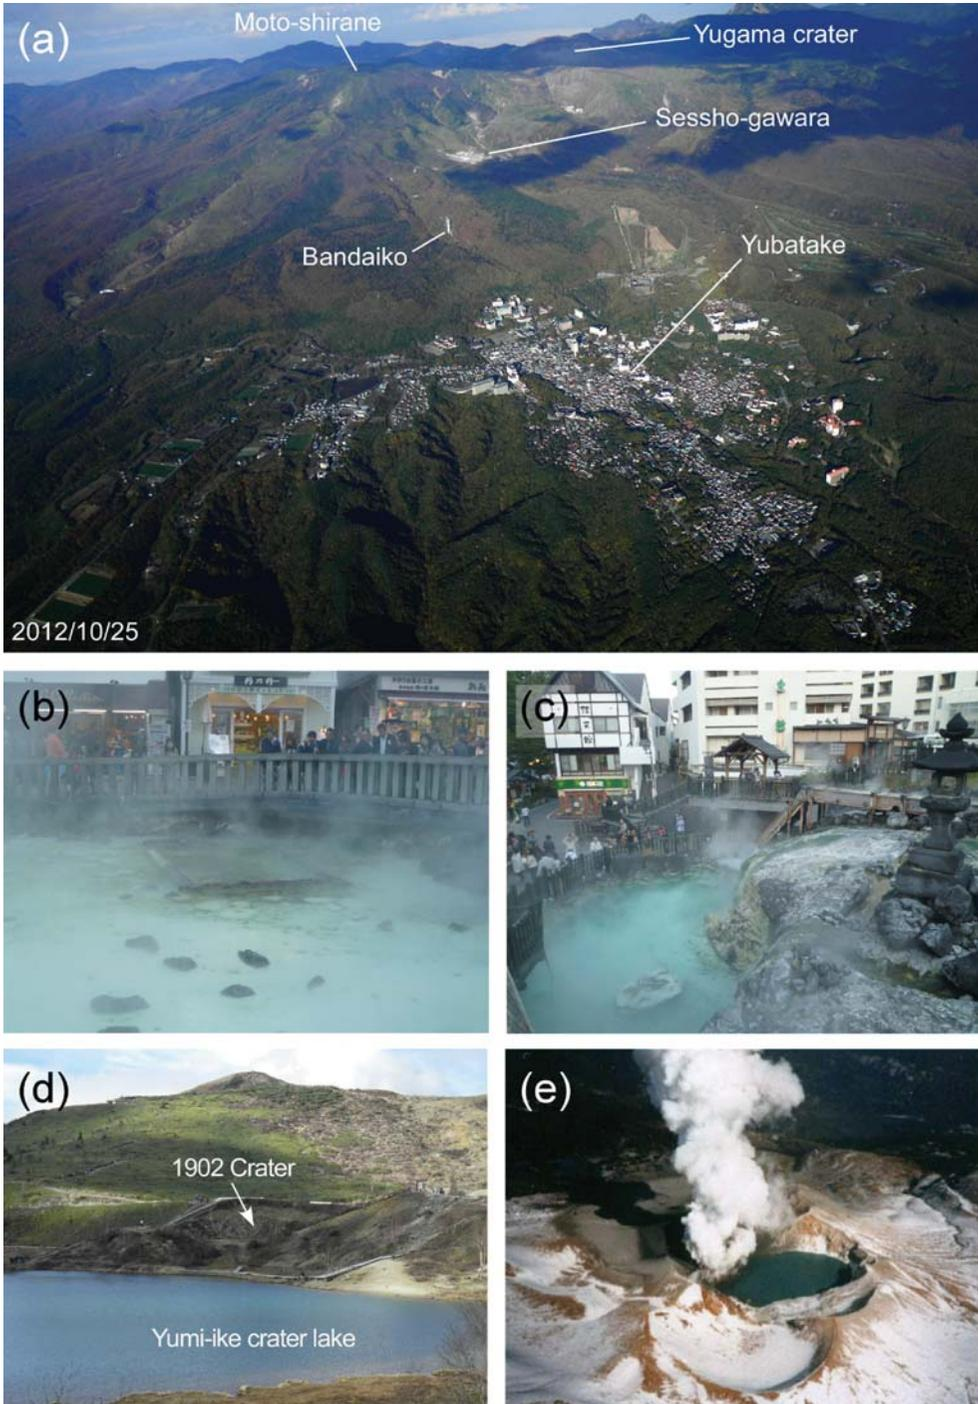 (a)
Moto-shirane
Yugama crater
Sessho-gawara
Bandaiko
Yubatake
2012/10/25
(b)
(c)
(d)
1902 Crater
Yumi-ike crater lake
(e)